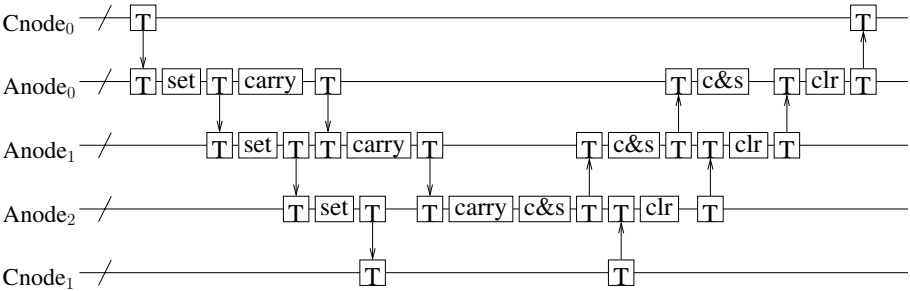 Cnode₀ T T
Anode₀ T set T carry T T c&s T clr T
Anode₁ T set T T carry T T c&s T T clr T
Anode₂ T set T T carry c&s T T clr T
Cnode₁ T T